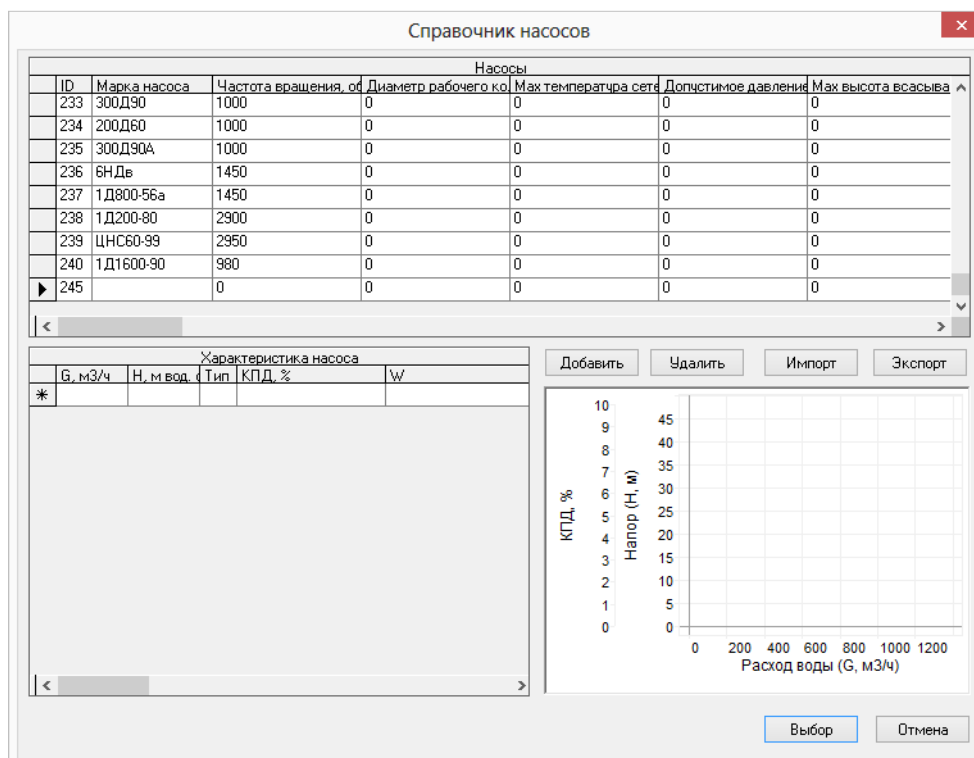 Справочник насосов
Насосы
ID Марка насоса Частота вращения, об Диаметр рабочего ко. Max температура сете Допустимое давление Max высота всасыва
233 300Д90 1000 0 0 0 0
234 200Д60 1000 0 0 0 0
235 300Д90А 1000 0 0 0 0
236 6НДв 1450 0 0 0 0
237 1Д800-56а 1450 0 0 0 0
238 1Д200-80 2900 0 0 0 0
239 ЦНС60-99 2950 0 0 0 0
240 1Д1600-90 980 0 0 0 0
245 0 0 0 0 0
Характеристика насоса
G, м3/ч Н, м вод. с Тип КПД, % W
Добавить Удалить Импорт Экспорт
КПД, %
10
9
8
7
6
5
4
3
2
1
0
Напор (Н, м)
45
40
35
30
25
20
15
10
5
0
0 200 400 600 800 1000 1200
Расход воды (G, м3/ч)
Выбор Отмена